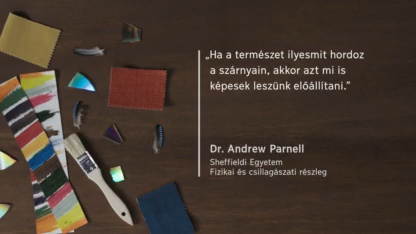 „Ha a természet ilyesmit hordoz
a szárnyain, akkor azt mi is
képesek leszünk előállítani.”
Dr. Andrew Parnell
Sheffieldi Egyetem
Fizikai és csillagászati részleg